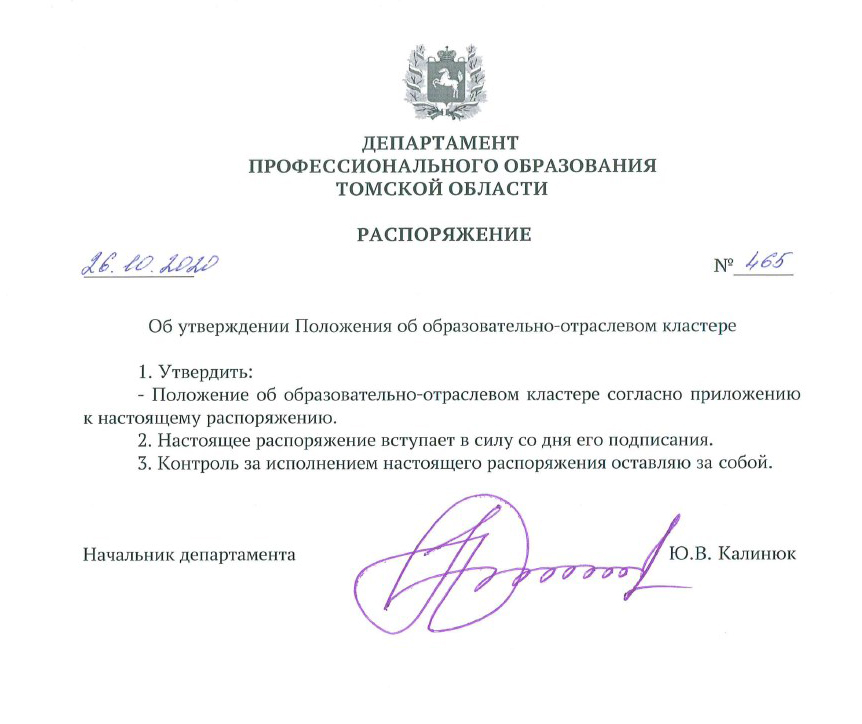 ДЕПАРТАМЕНТ
ПРОФЕССИОНАЛЬНОГО ОБРАЗОВАНИЯ
ТОМСКОЙ ОБЛАСТИ
РАСПОРЯЖЕНИЕ
26.10.2020 № 465
Об утверждении Положения об образовательно-отраслевом кластере
1. Утвердить:
- Положение об образовательно-отраслевом кластере согласно приложению
к настоящему распоряжению.
2. Настоящее распоряжение вступает в силу со дня его подписания.
3. Контроль за исполнением настоящего распоряжения оставляю за собой.
Начальник департамента Ю.В. Калинюк